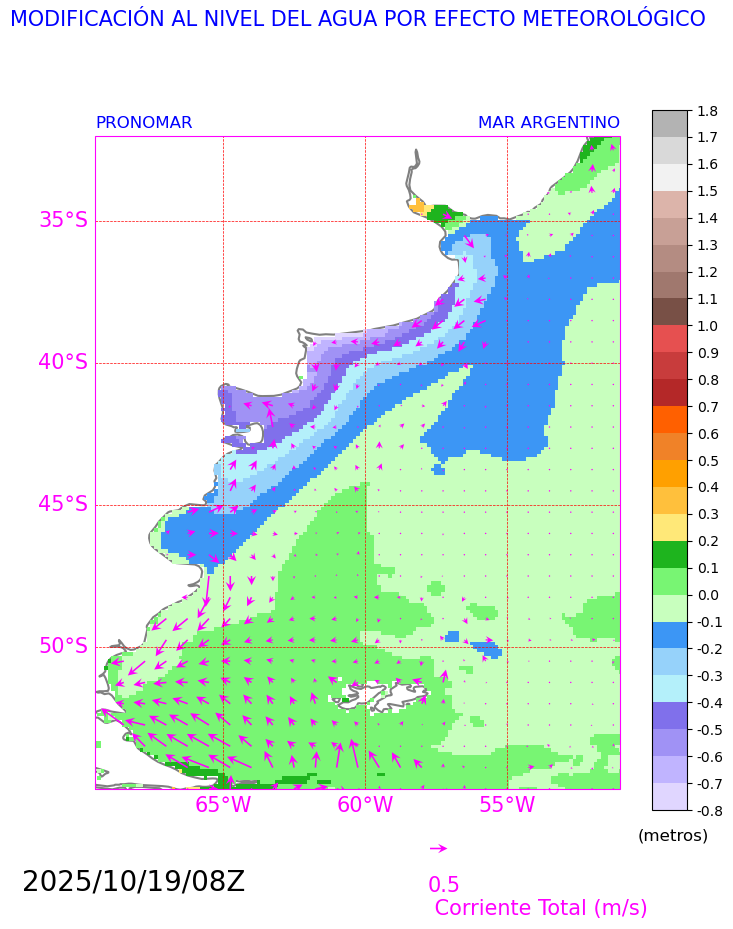 MODIFICACIÓN AL NIVEL DEL AGUA POR EFECTO METEOROLÓGICO
PRONOMAR
MAR ARGENTINO
35°S
40°S
45°S
50°S
65°W
60°W
55°W
1.8
1.7
1.6
1.5
1.4
1.3
1.2
1.1
1.0
0.9
0.8
0.7
0.6
0.5
0.4
0.3
0.2
0.1
0.0
-0.1
-0.2
-0.3
-0.4
-0.5
-0.6
-0.7
-0.8
(metros)
2025/10/19/08Z
0.5
Corriente Total (m/s)